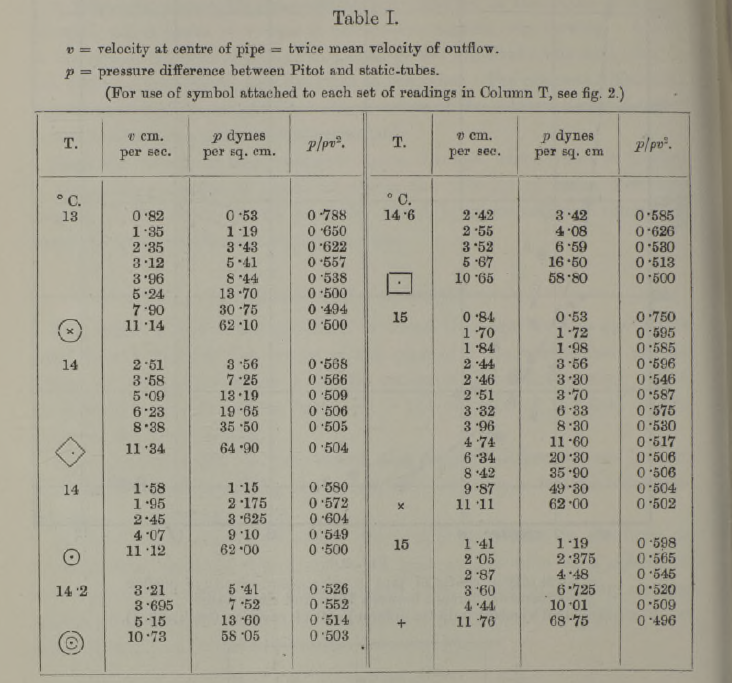 Table I.
v = velocity at centre of pipe = twice mean velocity of outflow.
p = pressure difference between Pitot and static-tubes.
(For use of symbol attached to each set of readings in Column T, see fig. 2.)
T. v cm. per sec. p dynes per sq. cm. p/ρv².
° C.
13 0·82 0·53 0·788
1·35 1·19 0·650
2·35 3·43 0·622
3·12 5·41 0·557
3·96 8·44 0·538
5·24 13·70 0·500
7·90 30·75 0·494
11·14 62·10 0·500
14 2·51 3·56 0·568
3·58 7·25 0·566
5·09 13·19 0·509
6·23 19·65 0·506
8·38 35·50 0·505
11·34 64·90 0·504
14 1·58 1·15 0·580
1·95 2·175 0·572
2·45 3·625 0·604
4·07 9·10 0·549
11·12 62·00 0·500
14·2 3·21 5·41 0·526
3·695 7·52 0·552
5·15 13·60 0·514
10·73 58·05 0·503
T. v cm. per sec. p dynes per sq. cm p/ρv².
° C.
14·6 2·42 3·42 0·585
2·55 4·08 0·626
3·52 6·59 0·530
5·67 16·50 0·513
10·65 58·80 0·500
15 0·84 0·53 0·750
1·70 1·72 0·595
1·84 1·98 0·585
2·44 3·56 0·596
2·46 3·30 0·546
2·51 3·70 0·587
3·32 6·33 0·575
3·96 8·30 0·530
4·74 11·60 0·517
6·34 20·30 0·506
8·42 35·90 0·506
9·87 49·30 0·504
× 11·11 62·00 0·502
15 1·41 1·19 0·598
2·05 2·375 0·565
2·87 4·48 0·545
3·60 6·725 0·520
4·44 10·01 0·509
+ 11·76 68·75 0·496